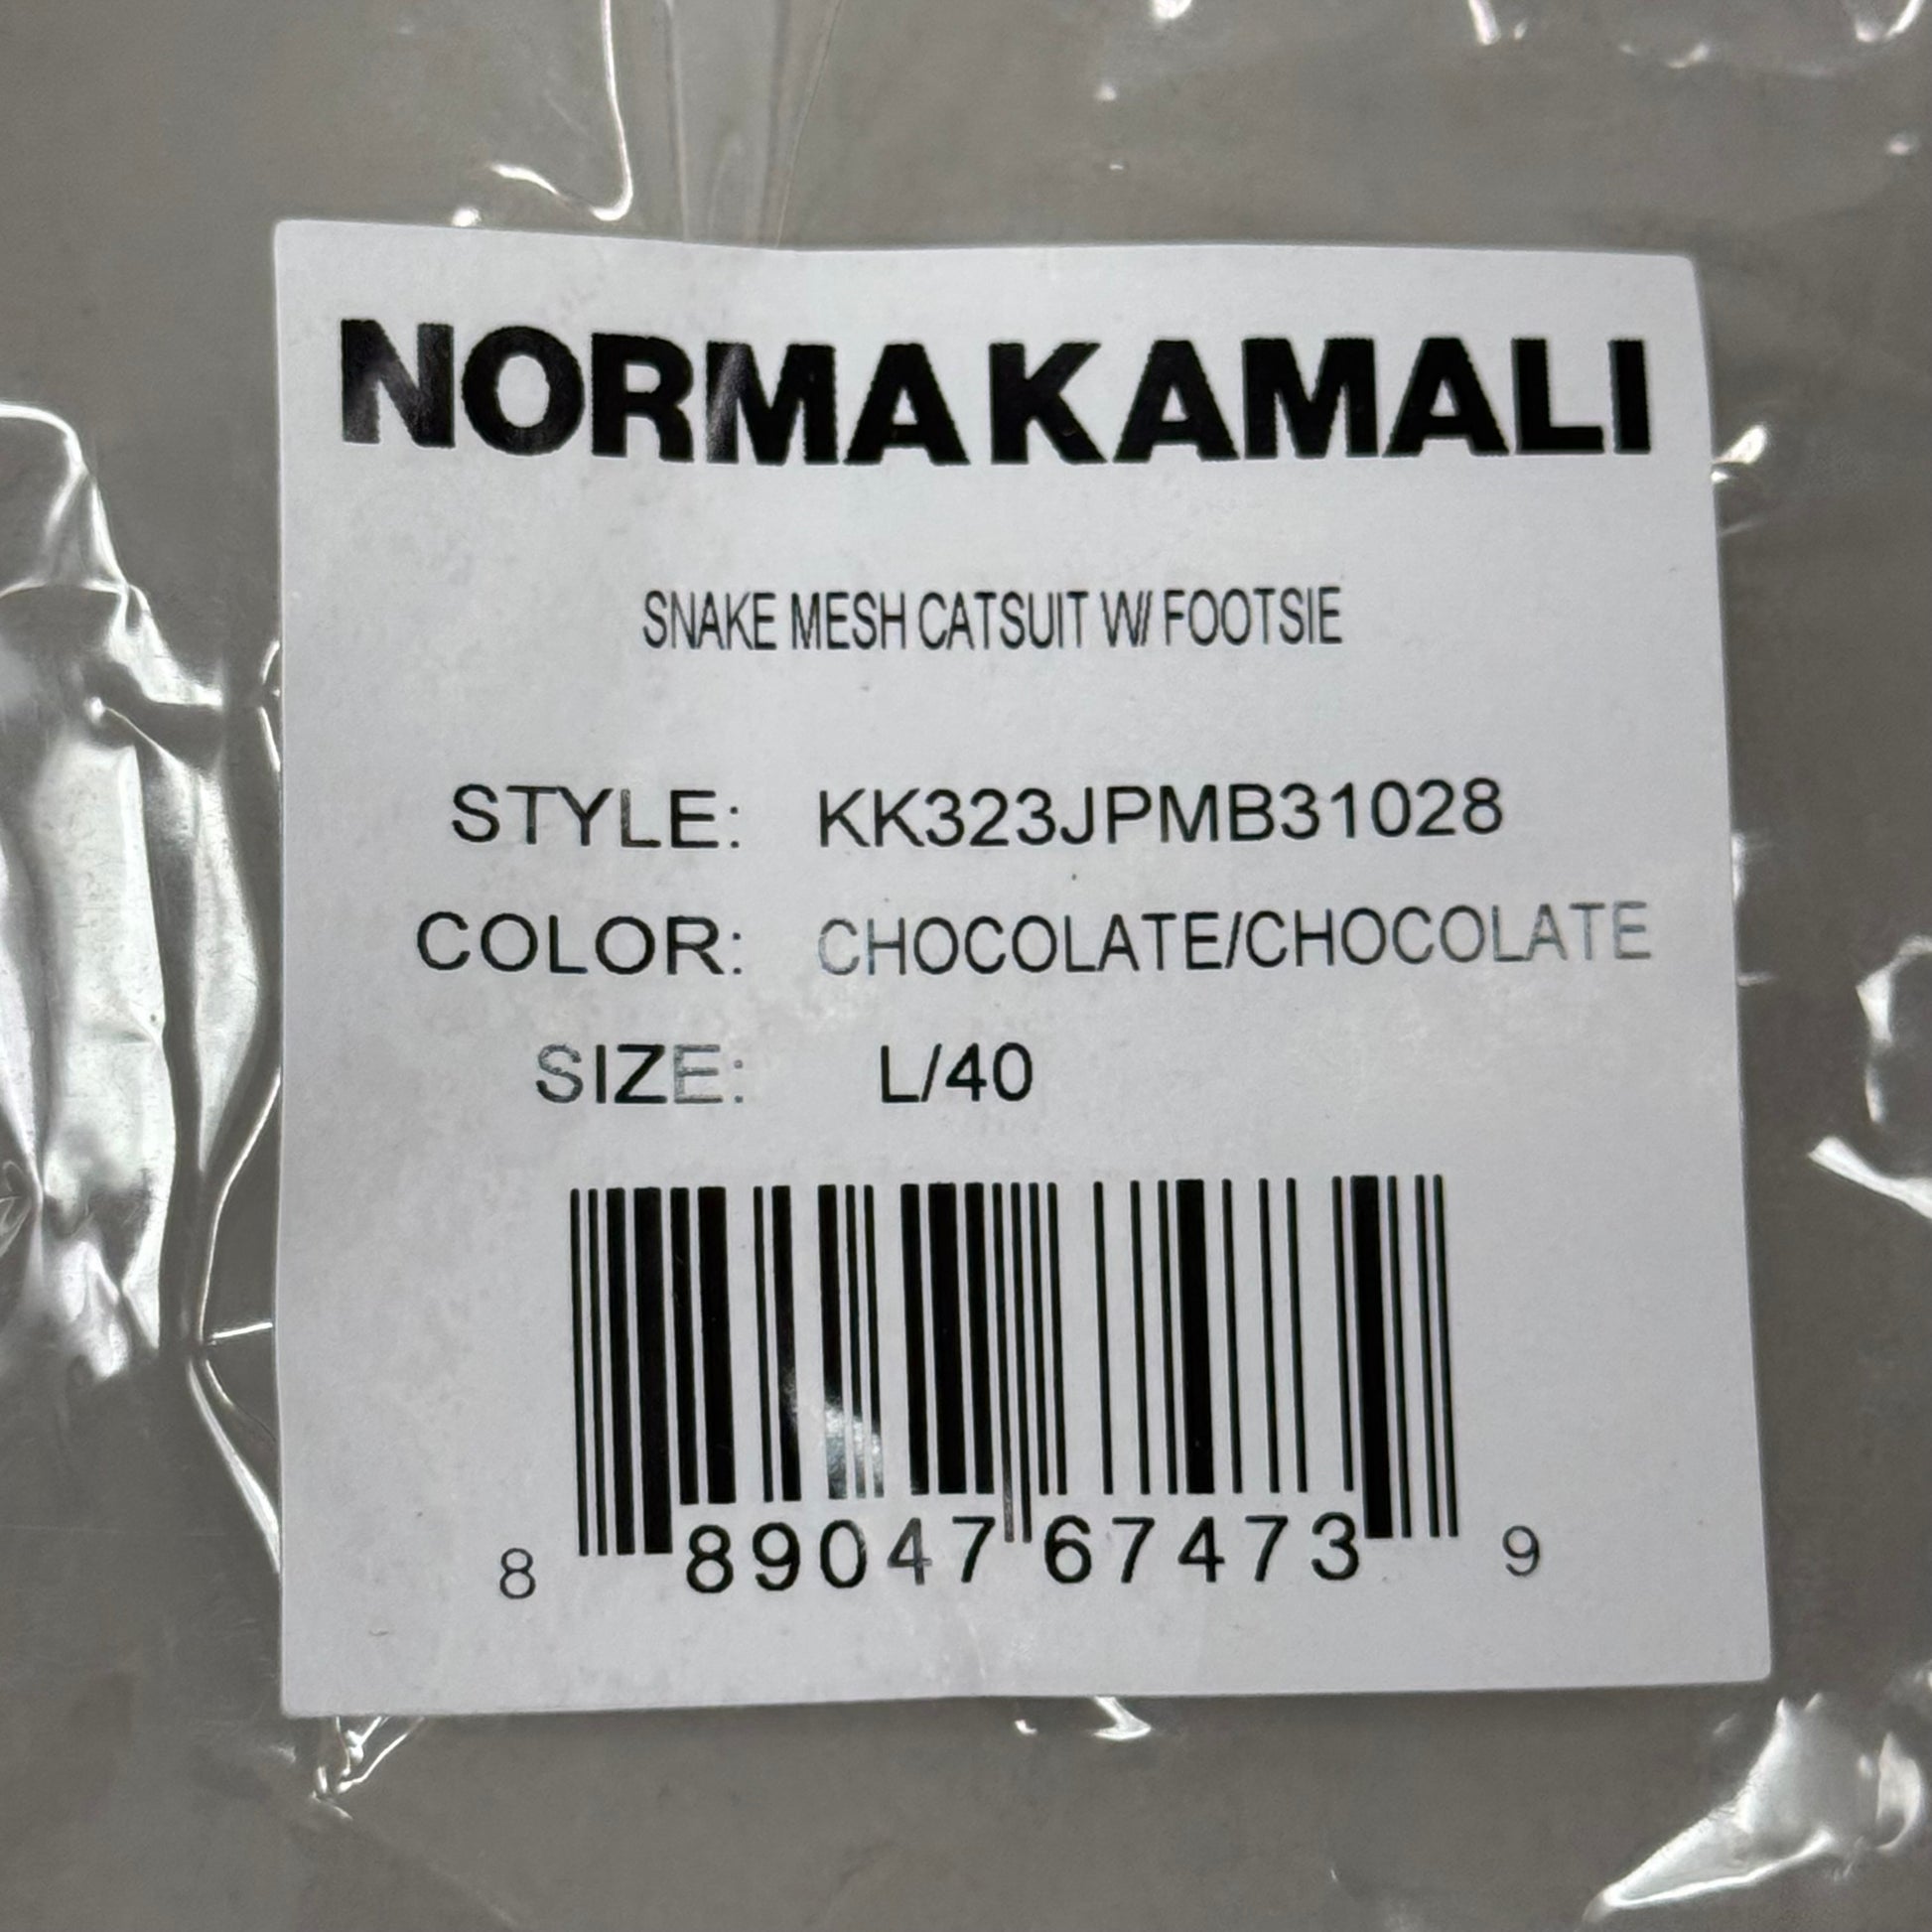 NORMA KAMALI
SNAKE MESH CATSUIT W/ FOOTSIE
STYLE: KK323JPMB31028
COLOR: CHOCOLATE/CHOCOLATE
SIZE: L/40
8 89047 67473 9